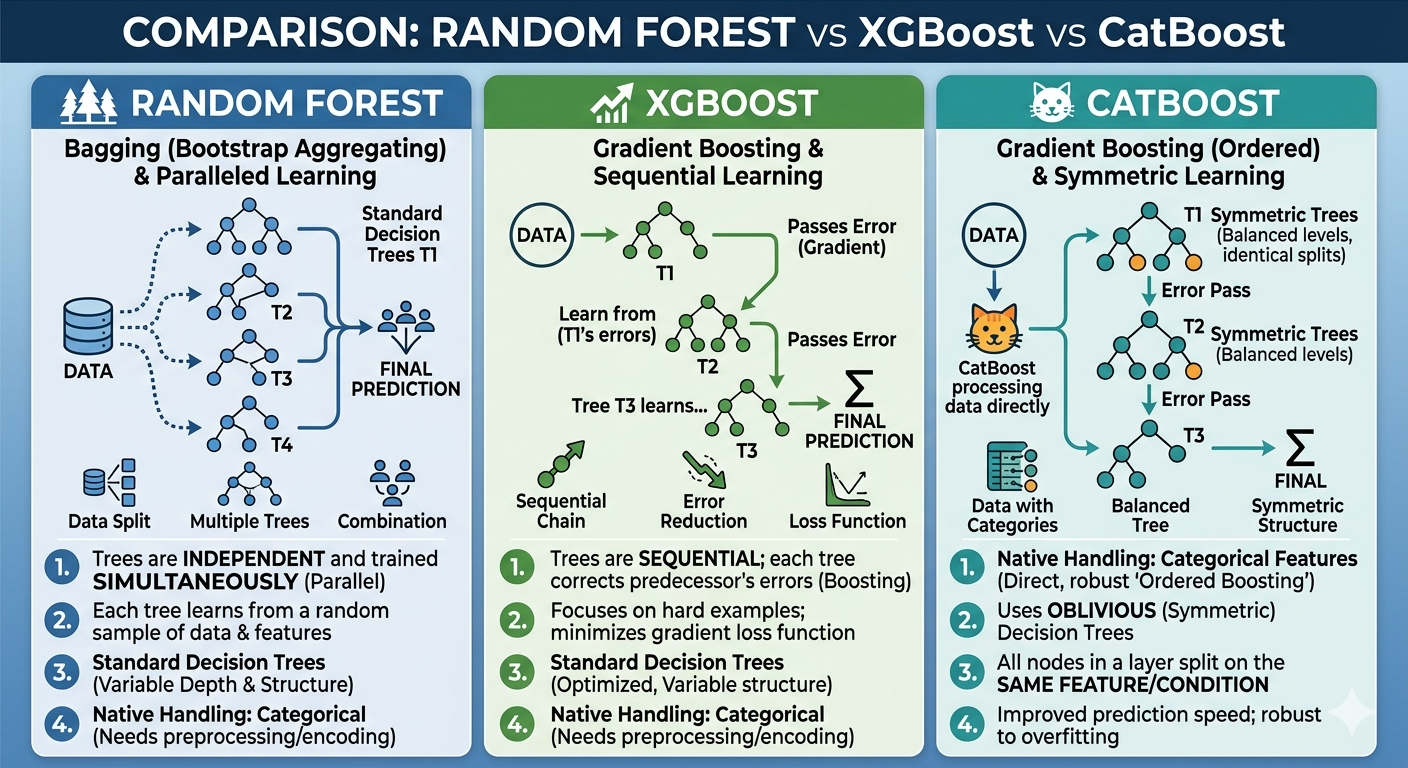 COMPARISON: RANDOM FOREST vs XGBoost vs CatBoost
RANDOM FOREST
Bagging (Bootstrap Aggregating)
& Paralleled Learning
Standard
Decision
Trees T1
T2
T3
T4
DATA
FINAL
PREDICTION
Data Split
Multiple Trees
Combination
1. Trees are INDEPENDENT and trained
SIMULTANEOUSLY (Parallel)
2. Each tree learns from a random
sample of data & features
3. Standard Decision Trees
(Variable Depth & Structure)
4. Native Handling: Categorical
(Needs preprocessing/encoding)
XGBOOST
Gradient Boosting &
Sequential Learning
DATA
T1
Passes Error
(Gradient)
Learn from
(T1's errors)
T2
Passes Error
Tree T3 learns...
T3
Σ
FINAL
PREDICTION
Sequential
Chain
Error
Reduction
Loss Function
1. Trees are SEQUENTIAL; each tree
corrects predecessor's errors (Boosting)
2. Focuses on hard examples;
minimizes gradient loss function
3. Standard Decision Trees
(Optimized, Variable structure)
4. Native Handling: Categorical
(Needs preprocessing/encoding)
CATBOOST
Gradient Boosting (Ordered)
& Symmetric Learning
DATA
T1 Symmetric Trees
(Balanced levels,
identical splits)
Error Pass
T2 Symmetric Trees
(Balanced levels)
CatBoost
processing
data directly
Error Pass
T3
Σ
FINAL
Data with
Categories
Balanced
Tree
Symmetric
Structure
1. Native Handling: Categorical Features
(Direct, robust 'Ordered Boosting')
2. Uses OBLIVIOUS (Symmetric)
Decision Trees
3. All nodes in a layer split on the
SAME FEATURE/CONDITION
4. Improved prediction speed; robust
to overfitting